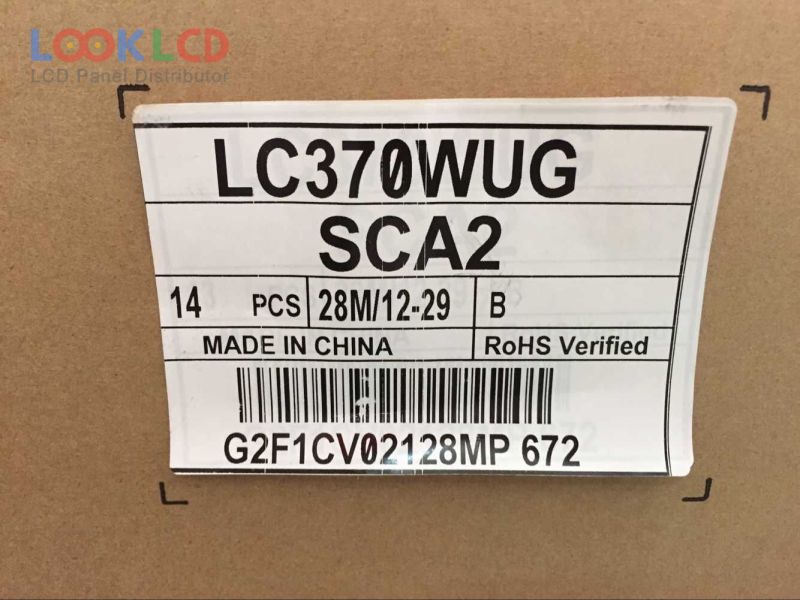 LOOKLCD
LCD Panel Distributor
LC370WUG
SCA2
14 PCS 28M/12-29 B
MADE IN CHINA RoHS Verified
G2F1CV02128MP 672